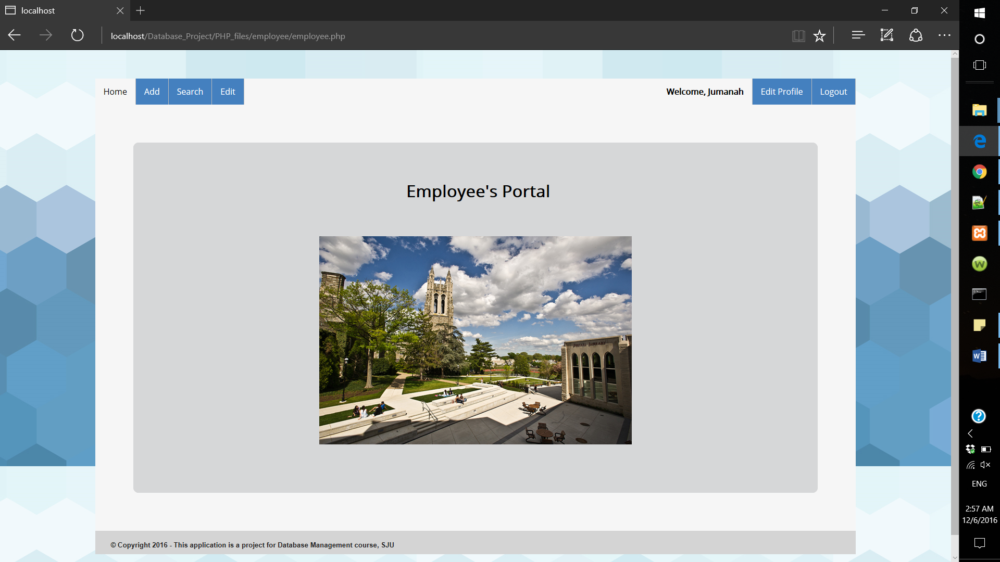 localhost
localhost/Database_Project/PHP_files/employee/employee.php
Home Add Search Edit Welcome, Jumanah Edit Profile Logout
Employee's Portal
DREXEL LIBRARY
© Copyright 2016 - This application is a project for Database Management course, SJU
ENG
2:57 AM
12/6/2016